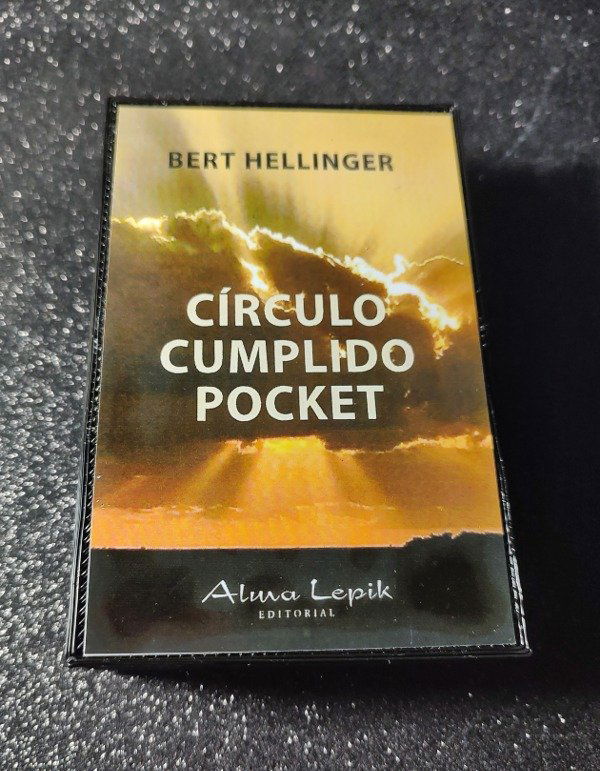 BERT HELLINGER
CÍRCULO
CUMPLIDO
POCKET
Alma Lepik
EDITORIAL